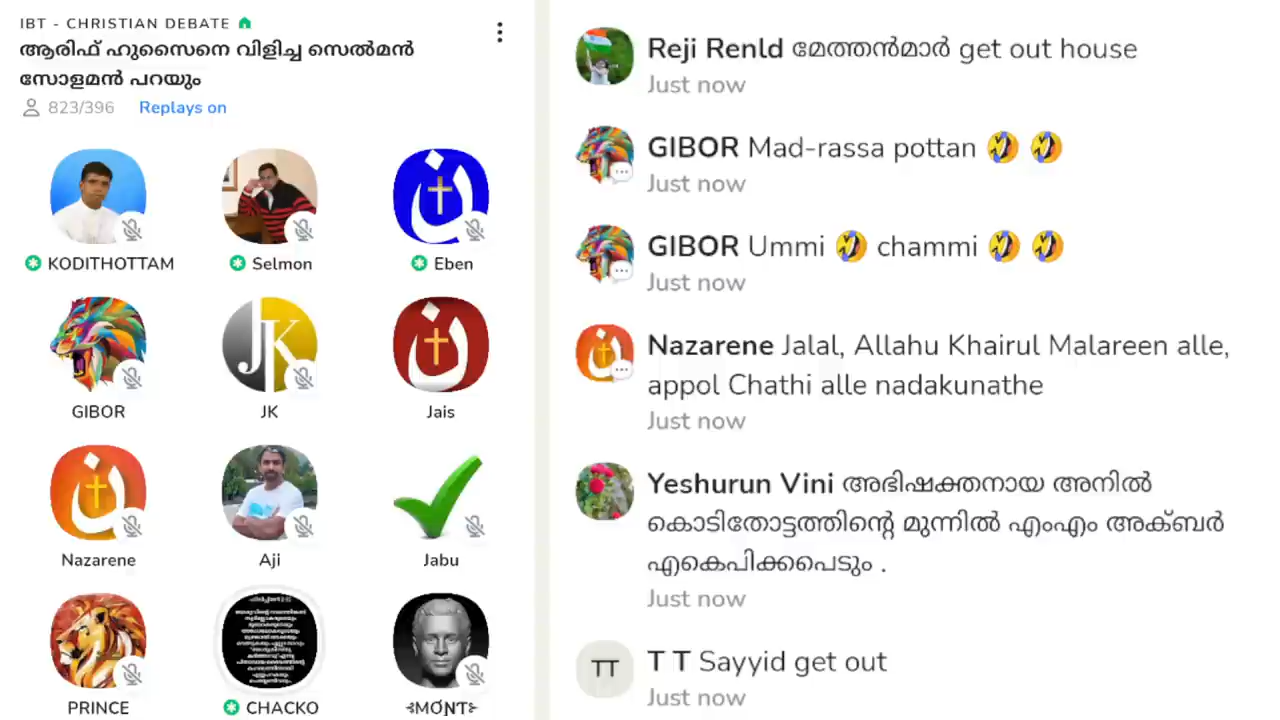 IBT - CHRISTIAN DEBATE
ആരിഫ് ഹുസൈനെ വിളിച്ച സെൽമൻ
സോളമൻ പറയും
823/396 Replays on
KODITHOTTAM Selmon Eben
JK
GIBOR JK Jais
Nazarene Aji Jabu
PRINCE CHACKO ⊰MƠƝT⊱
Reji Renld മേത്തൻമാർ get out house
Just now
GIBOR Mad-rassa pottan 🤣 🤣
Just now
GIBOR Ummi 🤣 chammi 🤣 🤣
Just now
Nazarene Jalal, Allahu Khairul Malareen alle,
appol Chathi alle nadakunathe
Just now
Yeshurun Vini അഭിഷക്തനായ അനിൽ
കൊടിതോട്ടത്തിന്റെ മുന്നിൽ എംഎം അക്ബർ
എകെപിക്കപെടും .
Just now
TT
T T Sayyid get out
Just now